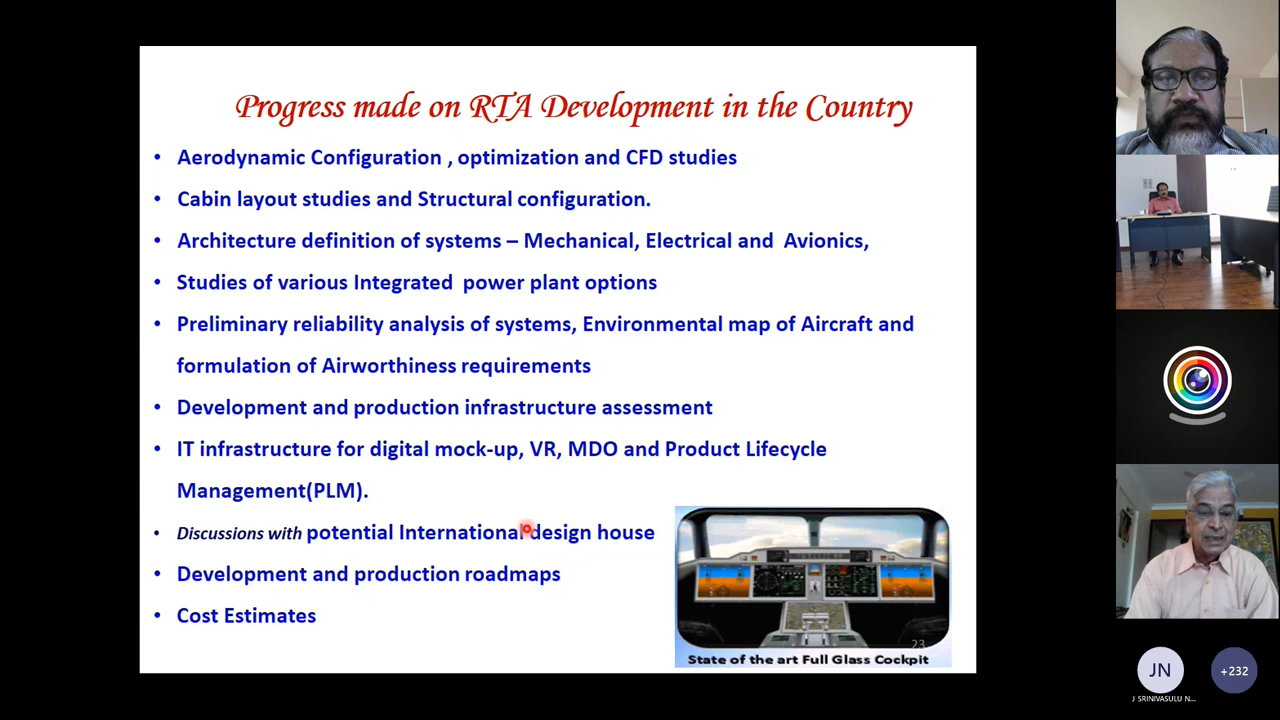 Progress made on RTA Development in the Country
• Aerodynamic Configuration , optimization and CFD studies
• Cabin layout studies and Structural configuration.
• Architecture definition of systems – Mechanical, Electrical and Avionics,
• Studies of various Integrated power plant options
• Preliminary reliability analysis of systems, Environmental map of Aircraft and
formulation of Airworthiness requirements
• Development and production infrastructure assessment
• IT infrastructure for digital mock-up, VR, MDO and Product Lifecycle
Management(PLM).
• Discussions with potential International design house
• Development and production roadmaps
• Cost Estimates
23
State of the art Full Glass Cockpit
JN
+232
J SRINIVASULU N...